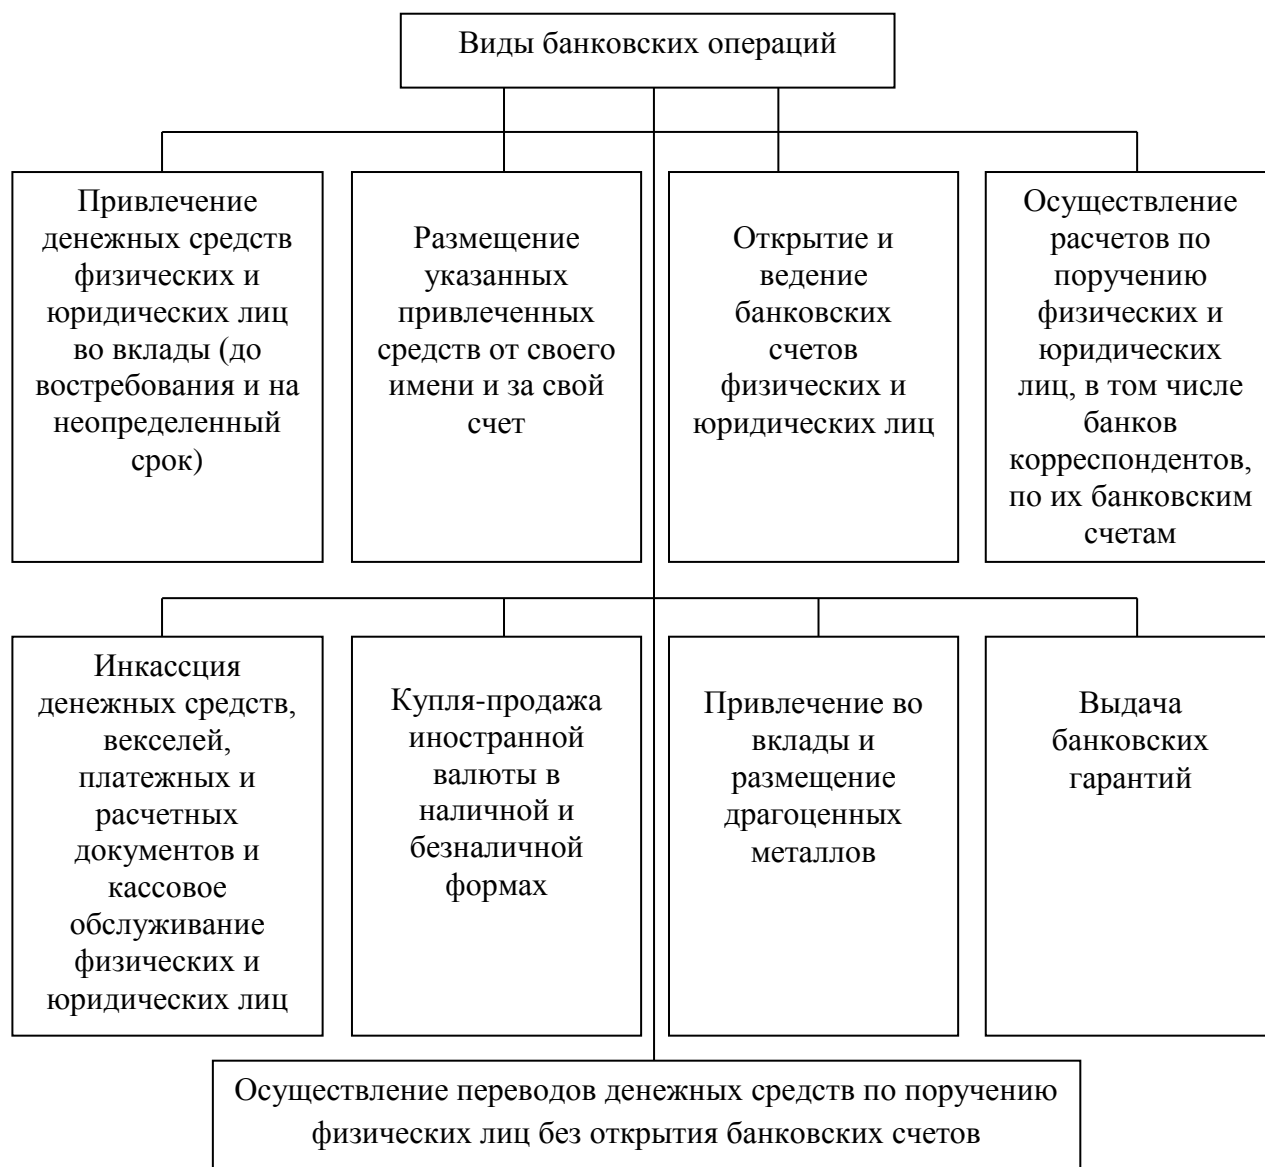 Виды банковских операций
Привлечение
денежных средств
физических и
юридических лиц
во вклады (до
востребования и на
неопределенный
срок)
Размещение
указанных
привлеченных
средств от своего
имени и за свой
счет
Открытие и
ведение
банковских
счетов
физических и
юридических лиц
Осуществление
расчетов по
поручению
физических и
юридических
лиц, в том числе
банков
корреспондентов,
по их банковским
счетам
Инкассция
денежных средств,
векселей,
платежных и
расчетных
документов и
кассовое
обслуживание
физических и
юридических лиц
Купля-продажа
иностранной
валюты в
наличной и
безналичной
формах
Привлечение во
вклады и
размещение
драгоценных
металлов
Выдача
банковских
гарантий
Осуществление переводов денежных средств по поручению
физических лиц без открытия банковских счетов